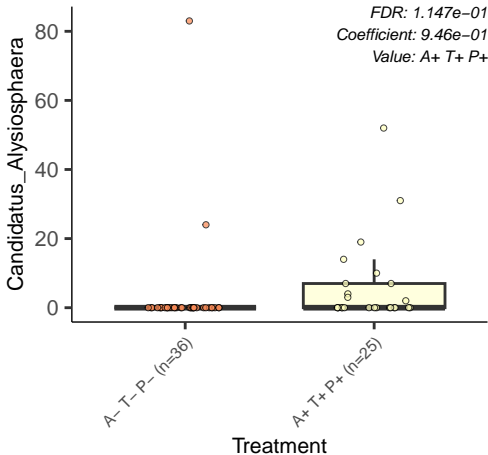 FDR: 1.147e−01
Coefficient: 9.46e−01
Value: A+ T+ P+
Candidatus_Alysiosphaera
80
60
40
20
0
A− T− P− (n=36)
A+ T+ P+ (n=25)
Treatment